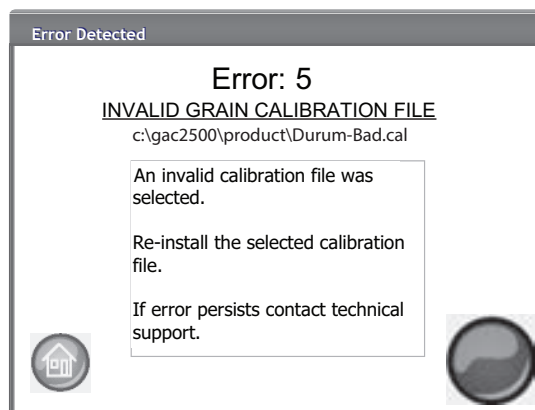 Error Detected
Error: 5
INVALID GRAIN CALIBRATION FILE
c:\gac2500\product\Durum-Bad.cal
An invalid calibration file was
selected.
Re-install the selected calibration
file.
If error persists contact technical
support.